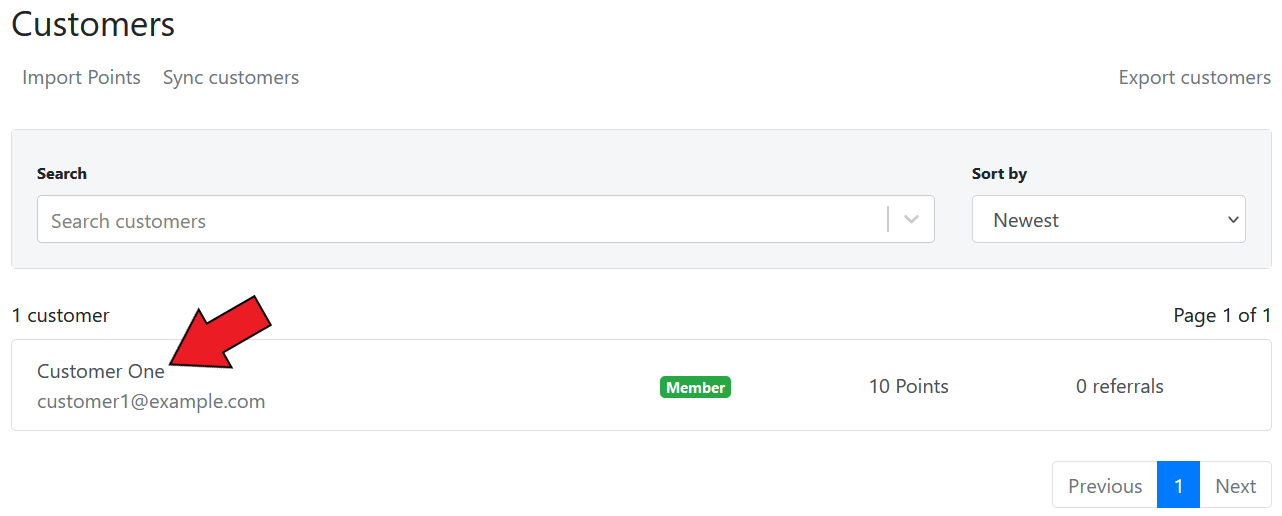 Customers
Import Points Sync customers Export customers
Search Sort by
Search customers Newest
1 customer Page 1 of 1
Customer One
customer1@example.com
Member 10 Points 0 referrals
Previous 1 Next